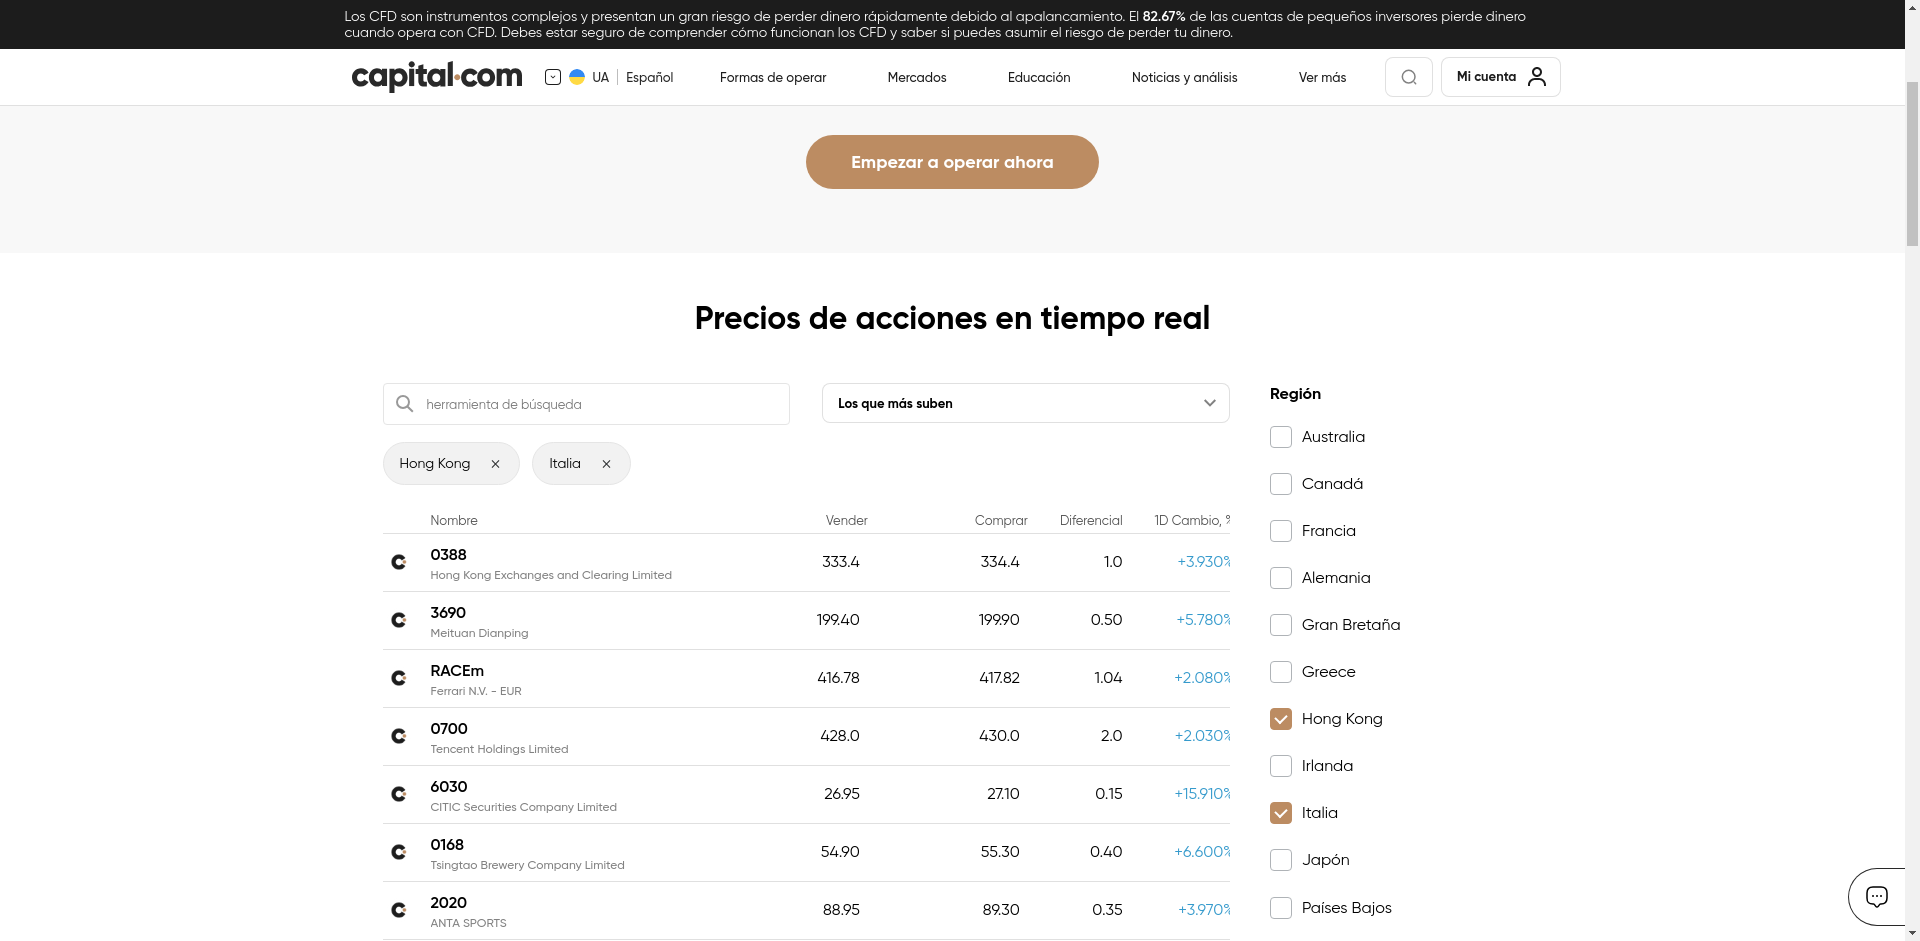 Los CFD son instrumentos complejos y presentan un gran riesgo de perder dinero rápidamente debido al apalancamiento. El 82.67% de las cuentas de pequeños inversores pierde dinero
cuando opera con CFD. Debes estar seguro de comprender cómo funcionan los CFD y saber si puedes asumir el riesgo de perder tu dinero.
capital.com UA Español Formas de operar Mercados Educación Noticias y análisis Ver más Mi cuenta
Empezar a operar ahora
Precios de acciones en tiempo real
herramienta de búsqueda
Los que más suben
Hong Kong Italia
Nombre Vender Comprar Diferencial 1D Cambio, %
0388 333.4 334.4 1.0 +3.930%
Hong Kong Exchanges and Clearing Limited
3690 199.40 199.90 0.50 +5.780%
Meituan Dianping
RACEm 416.78 417.82 1.04 +2.080%
Ferrari N.V. - EUR
0700 428.0 430.0 2.0 +2.030%
Tencent Holdings Limited
6030 26.95 27.10 0.15 +15.910%
CITIC Securities Company Limited
0168 54.90 55.30 0.40 +6.600%
Tsingtao Brewery Company Limited
2020 88.95 89.30 0.35 +3.970%
ANTA SPORTS
Región
Australia
Canadá
Francia
Alemania
Gran Bretaña
Greece
Hong Kong
Irlanda
Italia
Japón
Países Bajos